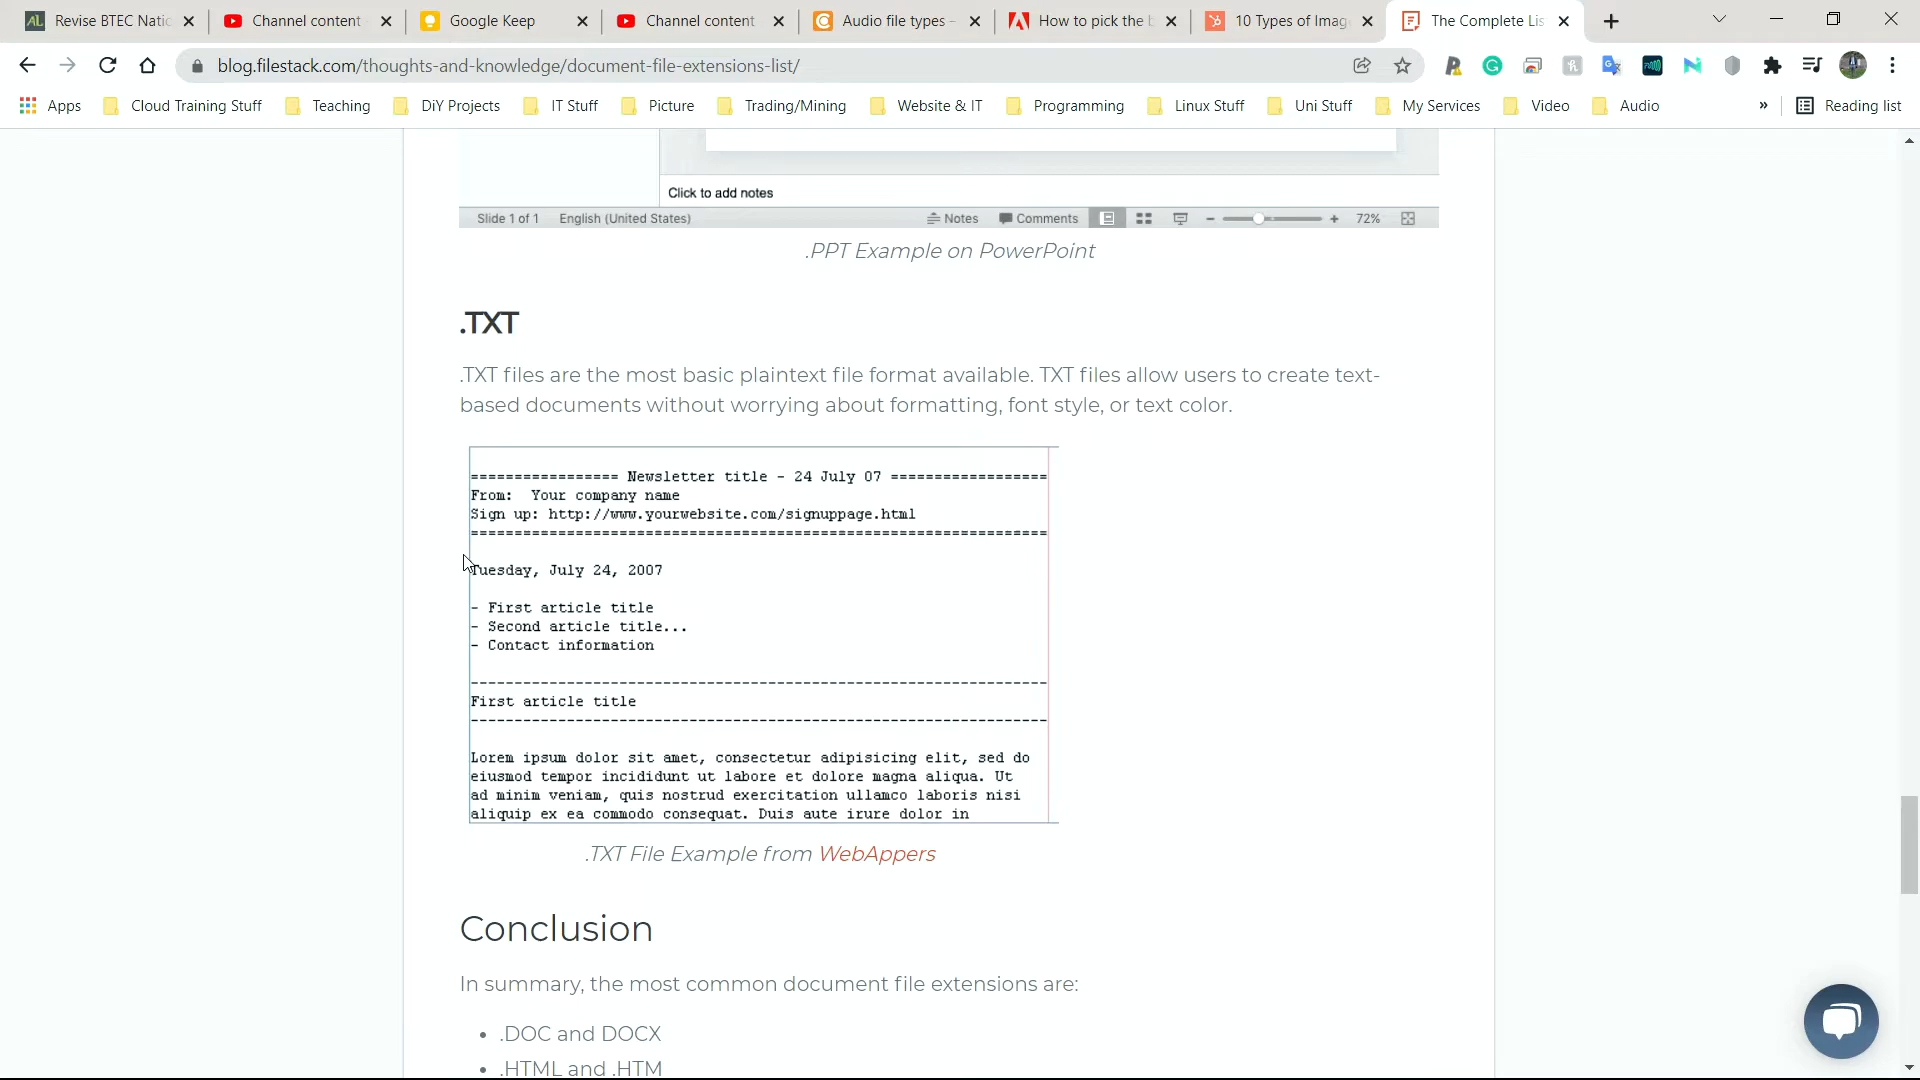 Revise BTEC Natio
Channel content
Google Keep
Channel content
Audio file types –
How to pick the b
10 Types of Imag
The Complete Lis
blog.filestack.com/thoughts-and-knowledge/document-file-extensions-list/
Apps
Cloud Training Stuff
Teaching
DiY Projects
IT Stuff
Picture
Trading/Mining
Website & IT
Programming
Linux Stuff
Uni Stuff
My Services
Video
Audio
»
Reading list
Click to add notes
Slide 1 of 1 English (United States) Notes Comments 72%
.PPT Example on PowerPoint
.TXT
.TXT files are the most basic plaintext file format available. TXT files allow users to create text-
based documents without worrying about formatting, font style, or text color.
================= Newsletter title - 24 July 07 ==================
From: Your company name
Sign up: http://www.yourwebsite.com/signuppage.html
==================================================================
Tuesday, July 24, 2007
- First article title
- Second article title...
- Contact information
------------------------------------------------------------------
First article title
------------------------------------------------------------------
Lorem ipsum dolor sit amet, consectetur adipisicing elit, sed do
eiusmod tempor incididunt ut labore et dolore magna aliqua. Ut
ad minim veniam, quis nostrud exercitation ullamco laboris nisi
aliquip ex ea commodo consequat. Duis aute irure dolor in
.TXT File Example from WebAppers
Conclusion
In summary, the most common document file extensions are:
• .DOC and DOCX
• .HTML and .HTM